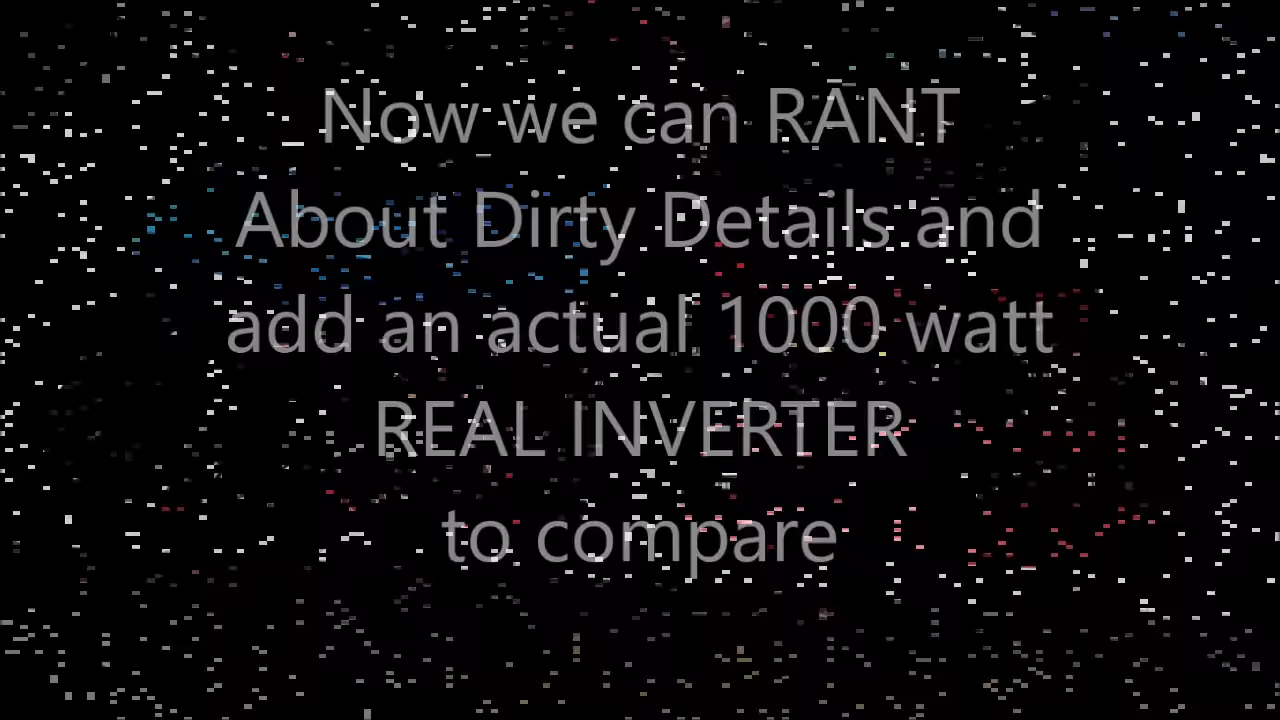 Now we can RANT
About Dirty Details and
add an actual 1000 watt
REAL INVERTER
to compare